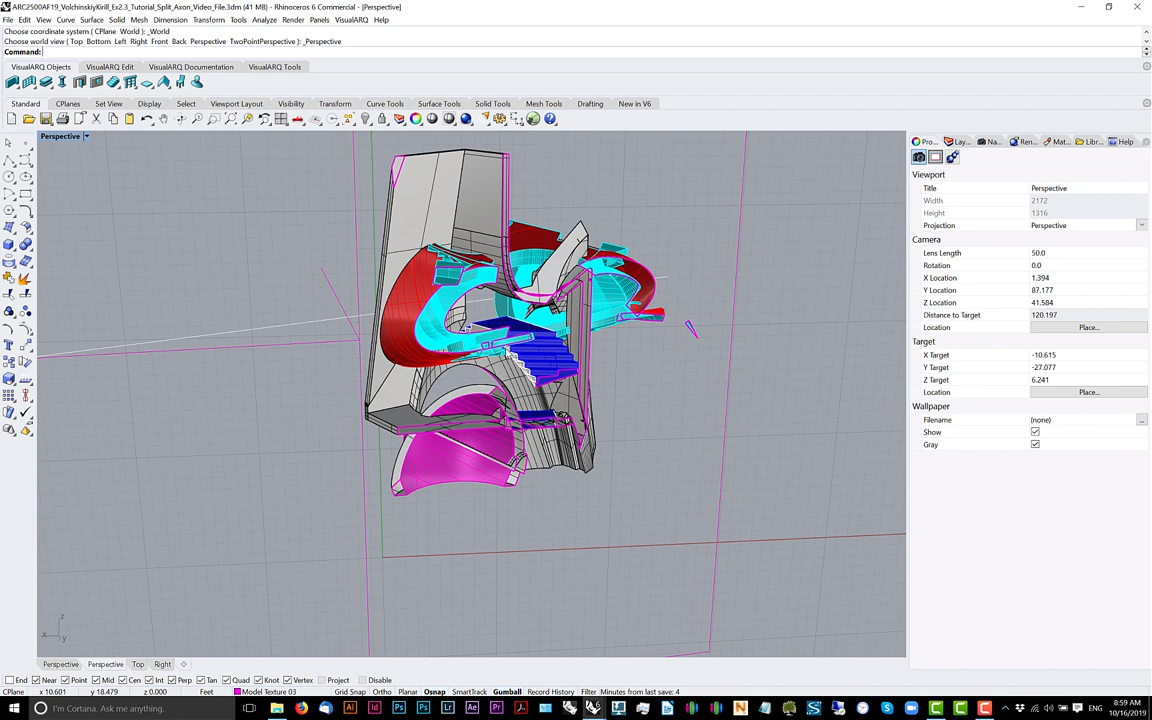 ARC2500AF19_VolchinskiyKirill_Ex2.3_Tutorial_Split_Axon_Video_File.3dm (41 MB) - Rhinoceros 6 Commercial - [Perspective]
File Edit View Curve Surface Solid Mesh Dimension Transform Tools Analyze Render Panels VisualARQ Help
Choose coordinate system ( CPlane World ): _World
Choose world view ( Top Bottom Left Right Front Back Perspective TwoPointPerspective ): _Perspective
Command:
VisualARQ Objects VisualARQ Edit VisualARQ Documentation VisualARQ Tools
Standard CPlanes Set View Display Select Viewport Layout Visibility Transform Curve Tools Surface Tools Solid Tools Mesh Tools Drafting New in V6
Perspective
Pro... Lay... Na... Ren... Mat... Libr... Help
Viewport
Title Perspective
Width 2172
Height 1316
Projection Perspective
Camera
Lens Length 50.0
Rotation 0.0
X Location 1.394
Y Location 87.177
Z Location 41.584
Distance to Target 120.197
Location Place...
Target
X Target -10.615
Y Target -27.077
Z Target 6.241
Location Place...
Wallpaper
Filename (none) ...
Show
Gray
z
x y
Perspective Perspective Top Right
End Near Point Mid Cen Int Perp Tan Quad Knot Vertex Project Disable
CPlane x 10.601 y 18.479 z 0.000 Feet Model Texture 03 Grid Snap Ortho Planar Osnap SmartTrack Gumball Record History Filter Minutes from last save: 4
I'm Cortana. Ask me anything. ENG 8:59 AM
10/16/2019